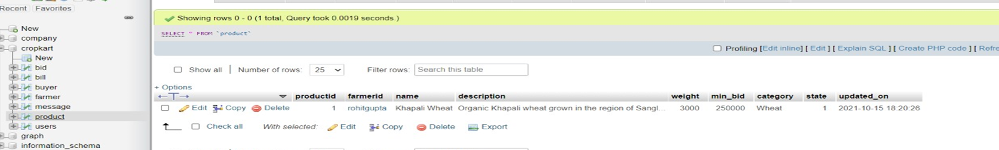 Recent Favorites
New
company
cropkart
New
bid
bill
buyer
farmer
message
product
users
graph
information_schema
Showing rows 0 - 0 (1 total, Query took 0.0019 seconds.)
SELECT * FROM `product`
Profiling [Edit inline] [ Edit ] [ Explain SQL ] [ Create PHP code ] [ Refre
Show all | Number of rows: 25 Filter rows: Search this table
+ Options
←T→ productid farmerid name description weight min_bid category state updated_on
Edit Copy Delete 1 rohitgupta Khapali Wheat Organic Khapali wheat grown in the region of Sangl... 3000 250000 Wheat 1 2021-10-15 18:20:26
Check all With selected: Edit Copy Delete Export